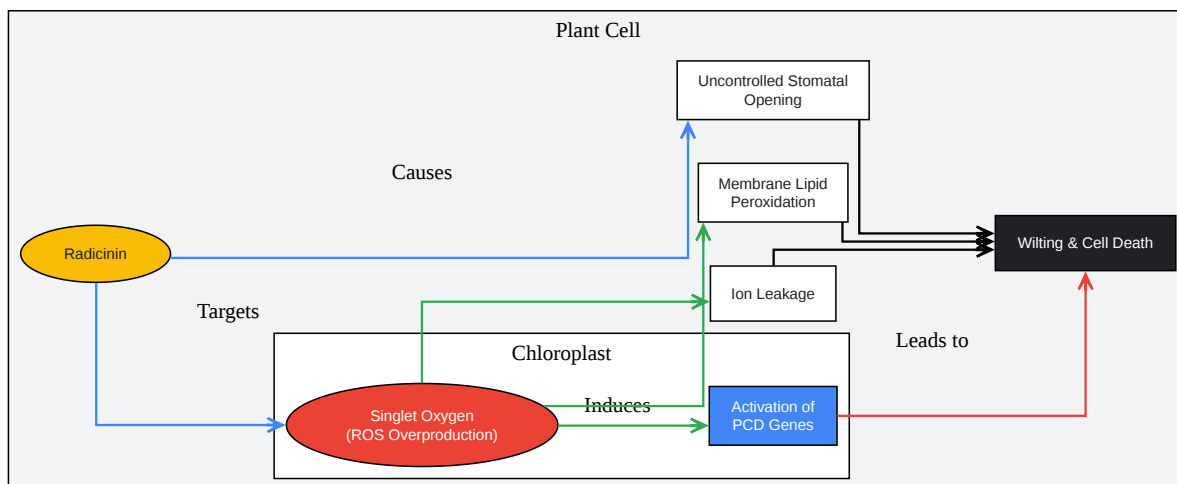 Plant Cell
Uncontrolled Stomatal
Opening
Causes
Membrane Lipid
Peroxidation
Radicinin
Wilting & Cell Death
Ion Leakage
Targets
Leads to
Chloroplast
Singlet Oxygen
(ROS Overproduction)
Induces
Activation of
PCD Genes